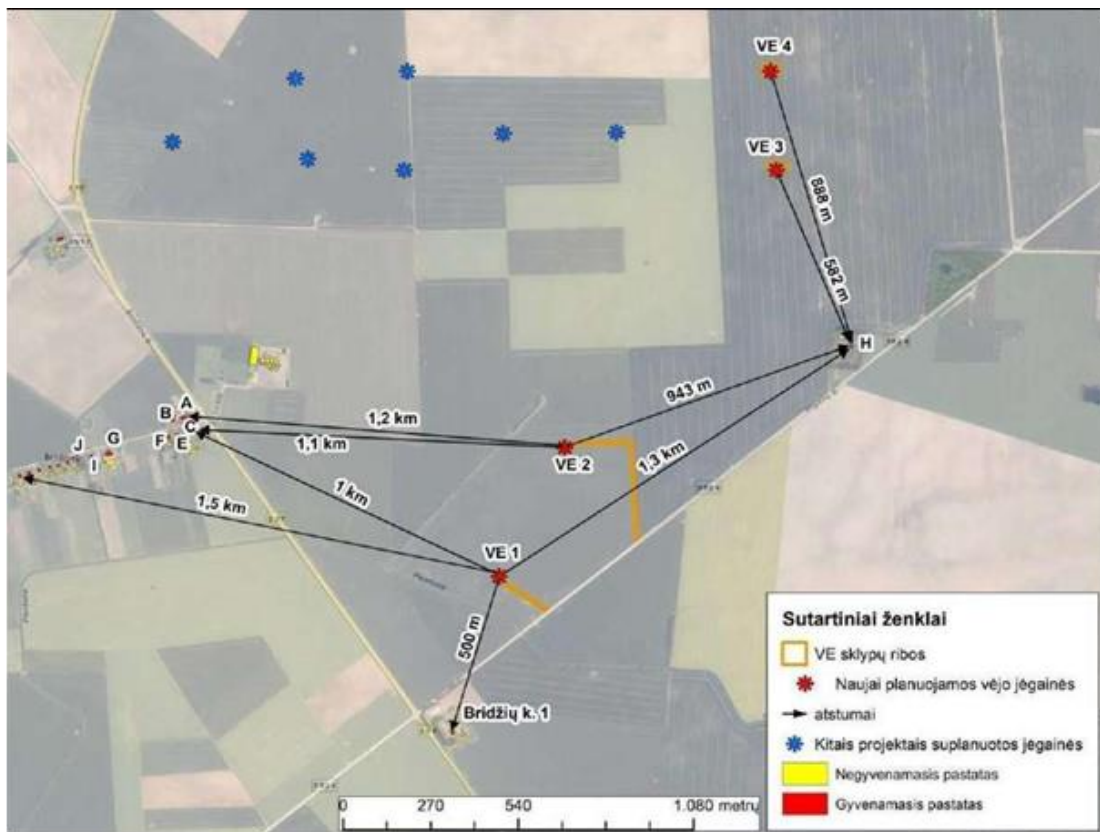 VE 4
VE 3
888 m
582 m
H
943 m
A
B
1,2 km
C
J
G
F
E
1,1 km
I
VE 2
1,3 km
1 km
1,5 km
VE 1
500 m
Bridžių k. 1
Sutartiniai ženklai
VE sklypų ribos
Naujai planuojamos vėjo jėgainės
atstumai
Kitais projektais suplanuotos jėgainės
Negyvenamasis pastatas
Gyvenamasis pastatas
0 270 540 1.080 metrų